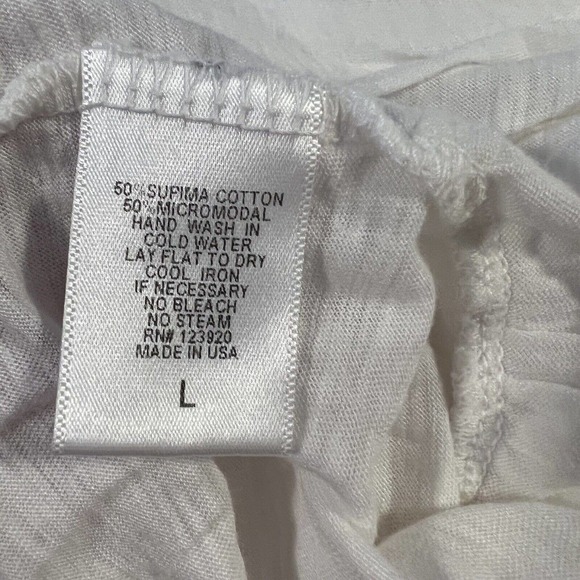 50% SUPIMA COTTON
50% MICROMODAL
HAND WASH IN
COLD WATER
LAY FLAT TO DRY
COOL IRON
IF NECESSARY
NO BLEACH
NO STEAM
RN# 123920
MADE IN USA
L